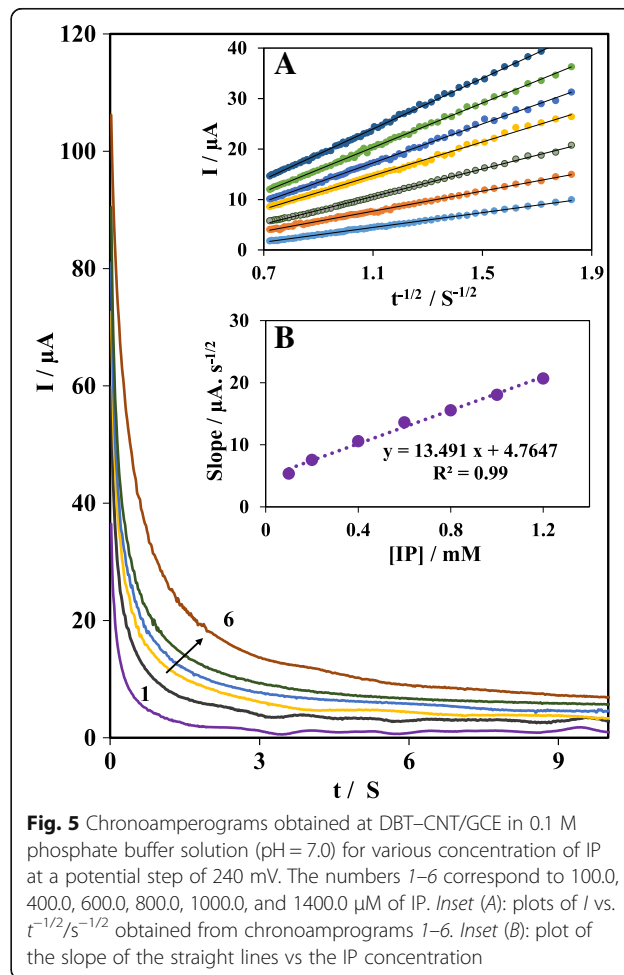 120
100
80
60
40
20
0
I / µA
0
3
6
9
t / S
1
6
A
40
30
20
10
0
I / µA
0.7
1.1
1.5
1.9
t⁻¹/² / S⁻¹/²
B
30
20
10
0
Slope / µA. s⁻¹/²
y = 13.491 x + 4.7647
R² = 0.99
0
0.4
0.8
1.2
[IP] / mM
Fig. 5 Chronoamperograms obtained at DBT–CNT/GCE in 0.1 M
phosphate buffer solution (pH = 7.0) for various concentration of IP
at a potential step of 240 mV. The numbers 1–6 correspond to 100.0,
400.0, 600.0, 800.0, 1000.0, and 1400.0 µM of IP. Inset (A): plots of I vs.
t⁻¹/²/s⁻¹/² obtained from chronoamprograms 1–6. Inset (B): plot of
the slope of the straight lines vs the IP concentration